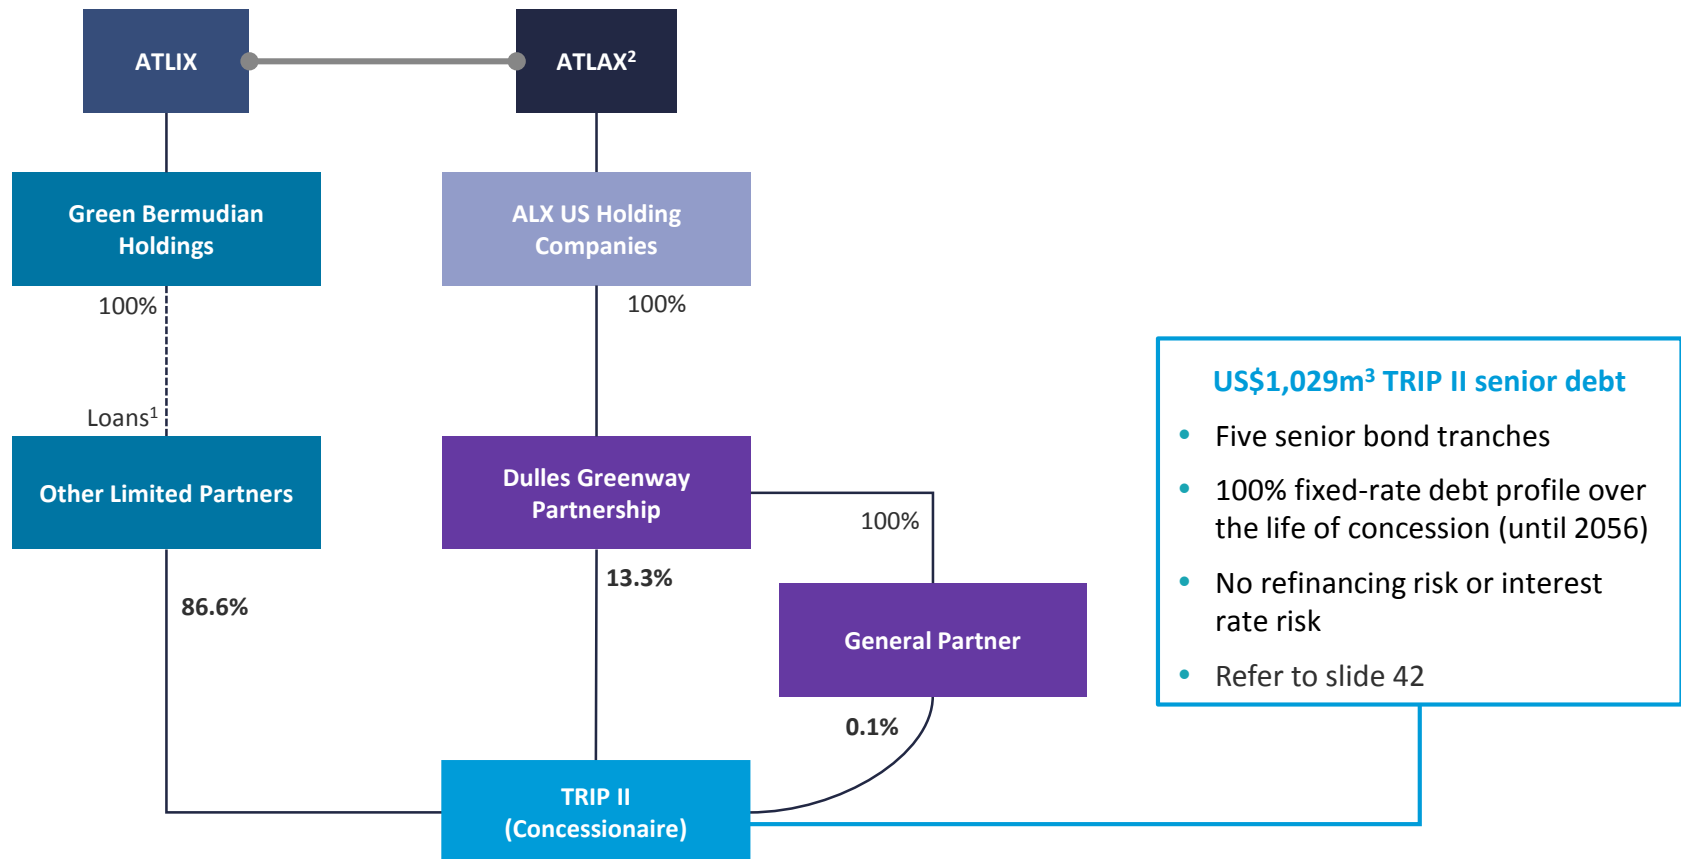 ATLIX
ATLAX²
Green Bermudian
Holdings
ALX US Holding
Companies
100%
100%
Loans¹
Other Limited Partners
Dulles Greenway
Partnership
100%
86.6%
13.3%
General Partner
0.1%
TRIP II
(Concessionaire)
US$1,029m³ TRIP II senior debt
• Five senior bond tranches
• 100% fixed-rate debt profile over
the life of concession (until 2056)
• No refinancing risk or interest
rate risk
• Refer to slide 42